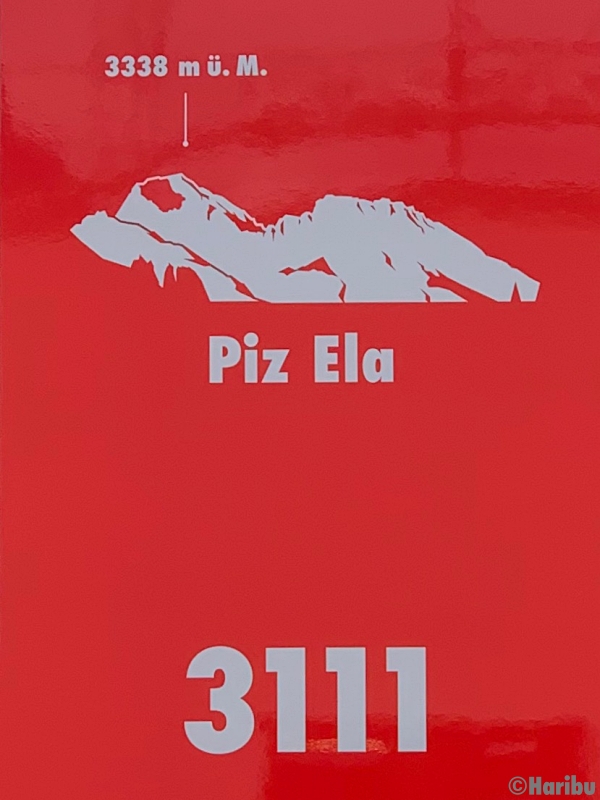 3338 m ü. M.
Piz Ela
3111
©Haribu